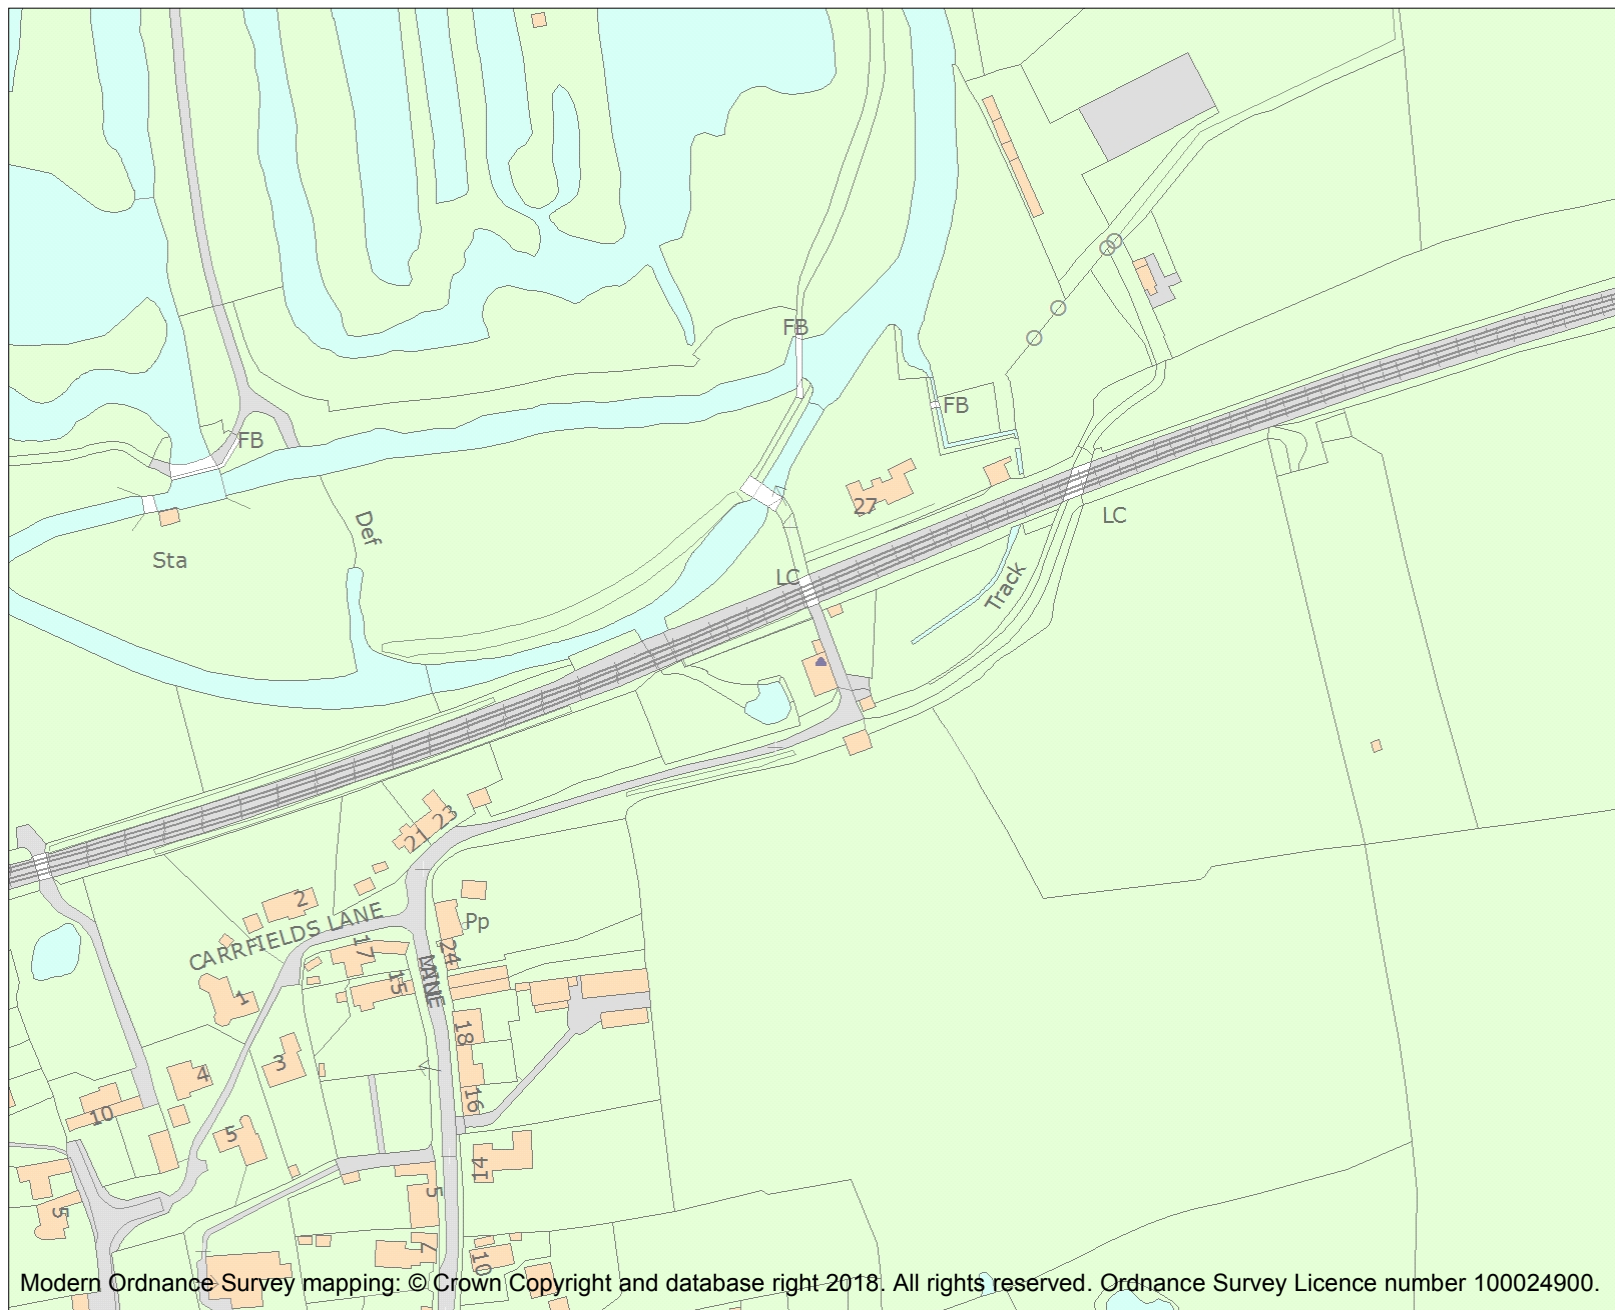 FB
FB
FB
27
LC
Def
Sta
LC
Track
21
23
2
CARRFIELDS LANE
Pp
17
24
15
LANE
1
18
3
4
10
16
5
14
5
5
7
10
Modern Ordnance Survey mapping: © Crown Copyright and database right 2018. All rights reserved. Ordnance Survey Licence number 100024900.